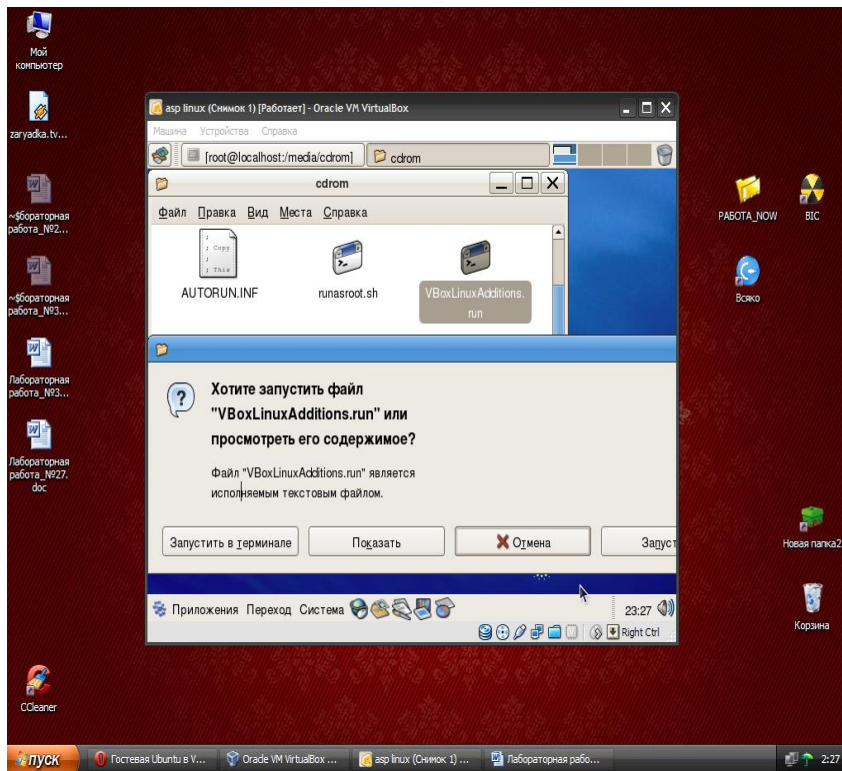 Мой
компьютер
zaryadka.tv...
~$бораторная
работа_№2...
~$бораторная
работа_№3...
Лабораторная
работа_№3...
Лабораторная
работа_№27.
doc
CCleaner
asp linux (Снимок 1) [Работает] - Oracle VM VirtualBox
Машина Устройства Справка
[root@localhost:/media/cdrom] cdrom
cdrom
Файл Правка Вид Места Справка
; Copy
;
; This
AUTORUN.INF
runasroot.sh
VBoxLinuxAdditions.
run
Хотите запустить файл
"VBoxLinuxAdditions.run" или
просмотреть его содержимое?
Файл "VBoxLinuxAdditions.run" является
исполняемым текстовым файлом.
Запустить в терминале Показать Отмена Запуст
Приложения Переход Система 23:27
Right Ctrl
РАБОТА_NOW
BIC
Всяко
Новая папка2
Корзина
пуск Гостевая Ubuntu в V... Oracle VM VirtualBox ... asp linux (Снимок 1) ... Лабораторная рабо... 2:27